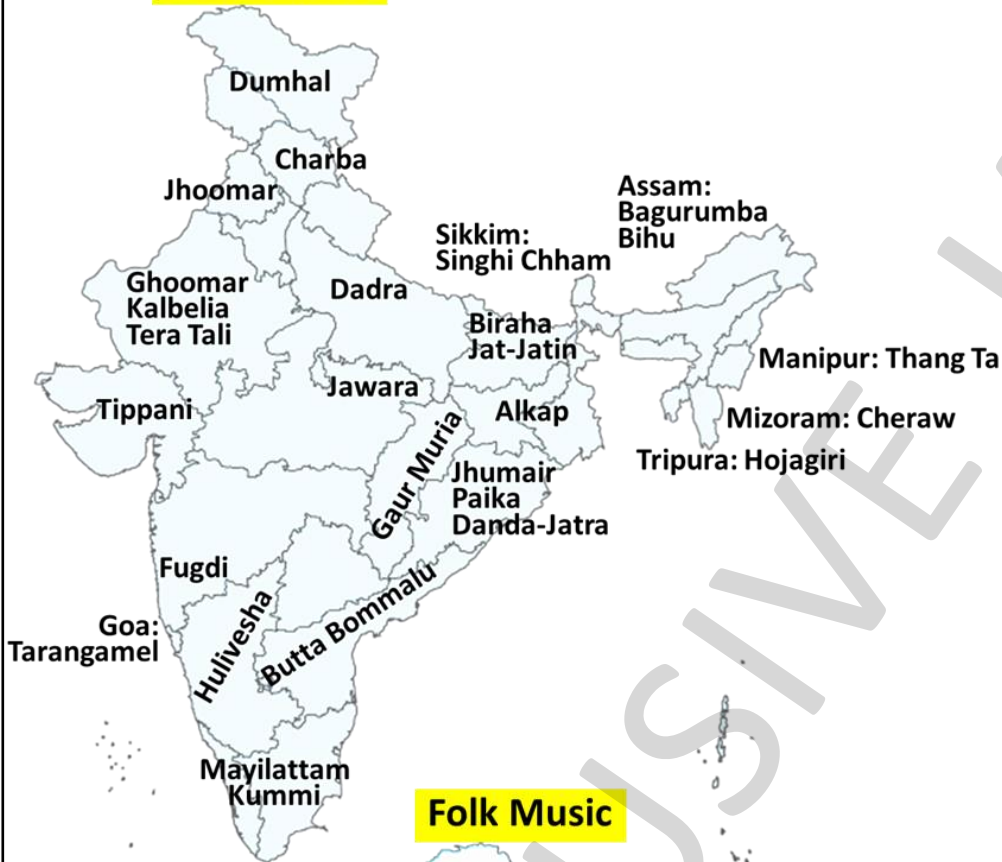 Dumhal
Charba
Jhoomar
Assam:
Bagurumba
Bihu
Sikkim:
Singhi Chham
Ghoomar
Kalbelia
Tera Tali
Dadra
Biraha
Jat-Jatin
Manipur: Thang Ta
Jawara
Tippani
Alkap
Mizoram: Cheraw
Tripura: Hojagiri
Gaur Muria
Jhumair
Paika
Danda-Jatra
Fugdi
Butta Bommalu
Hulivesha
Goa:
Tarangamel
Mayilattam
Kummi
Folk Music
USIVE